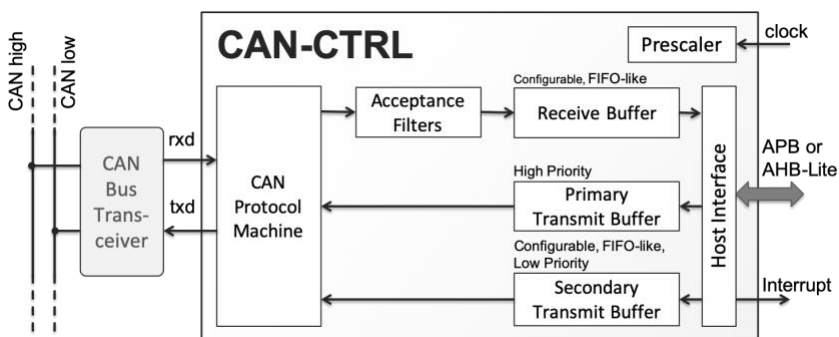 CAN high
CAN low
CAN-CTRL
Prescaler
clock
Configurable, FIFO-like
Acceptance
Filters
Receive Buffer
rxd
txd
CAN
Bus
Trans-
ceiver
CAN
Protocol
Machine
High Priority
Primary
Transmit Buffer
Configurable, FIFO-like,
Low Priority
Secondary
Transmit Buffer
Host Interface
APB or
AHB-Lite
Interrupt